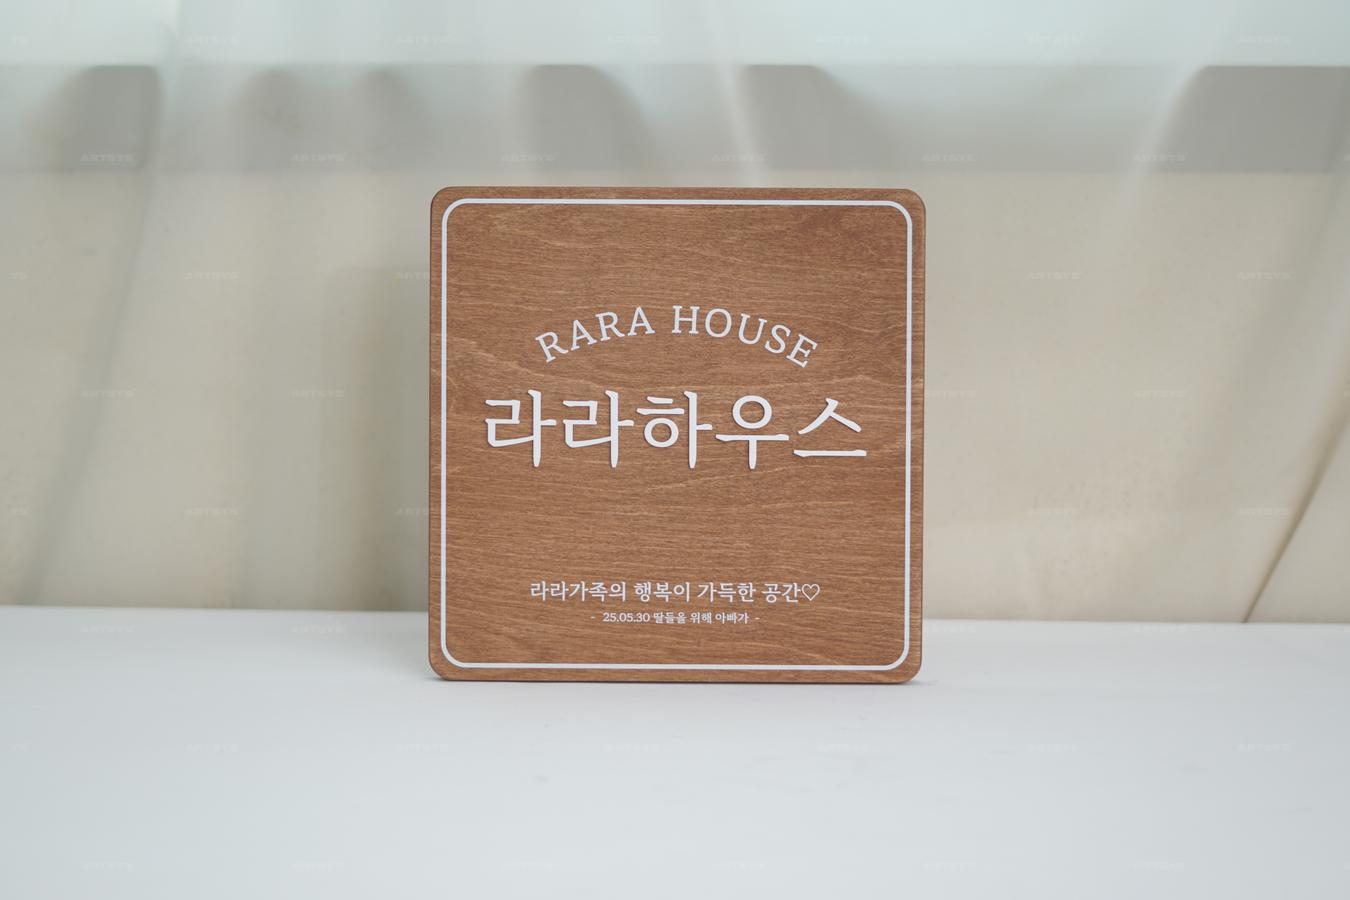 RARA HOUSE
라라하우스
라라가족의 행복이 가득한 공간♡
- 25.05.30 딸들을 위해 아빠가 -
ARTSYS